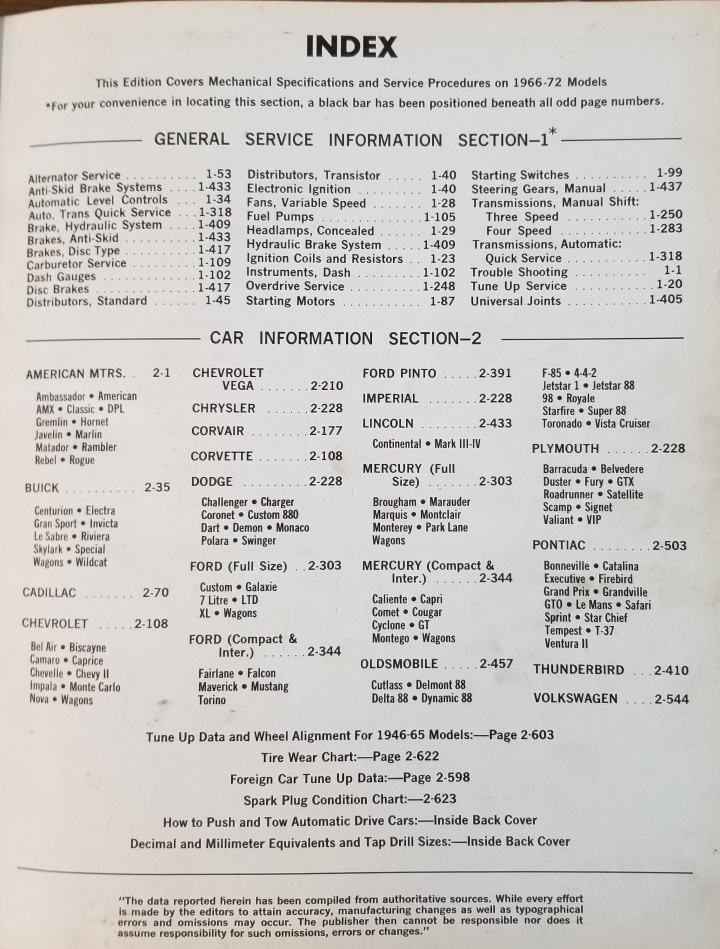 INDEX
This Edition Covers Mechanical Specifications and Service Procedures on 1966-72 Models
*For your convenience in locating this section, a black bar has been positioned beneath all odd page numbers.
GENERAL SERVICE INFORMATION SECTION—1*
Alternator Service . . . . . . . . . . 1-53
Anti-Skid Brake Systems . . . . 1-433
Automatic Level Controls . . . 1-34
Auto. Trans Quick Service . . . 1-318
Brake, Hydraulic System . . . . 1-409
Brakes, Anti-Skid . . . . . . . . . . 1-433
Brakes, Disc Type . . . . . . . . . 1-417
Carburetor Service . . . . . . . . 1-109
Dash Gauges . . . . . . . . . . . . 1-102
Disc Brakes . . . . . . . . . . . . . 1-417
Distributors, Standard . . . . . 1-45
Distributors, Transistor . . . . . 1-40
Electronic Ignition . . . . . . . . 1-40
Fans, Variable Speed . . . . . . 1-28
Fuel Pumps . . . . . . . . . . . . 1-105
Headlamps, Concealed . . . . . 1-29
Hydraulic Brake System . . . . 1-409
Ignition Coils and Resistors . . 1-23
Instruments, Dash . . . . . . . . 1-102
Overdrive Service . . . . . . . . 1-248
Starting Motors . . . . . . . . . . 1-87
Starting Switches . . . . . . . . . . 1-99
Steering Gears, Manual . . . . . 1-437
Transmissions, Manual Shift:
Three Speed . . . . . . . . . . . 1-250
Four Speed . . . . . . . . . . . . 1-283
Transmissions, Automatic:
Quick Service . . . . . . . . . . 1-318
Trouble Shooting . . . . . . . . . . 1-1
Tune Up Service . . . . . . . . . . 1-20
Universal Joints . . . . . . . . . . 1-405
CAR INFORMATION SECTION—2
AMERICAN MTRS. . 2-1
Ambassador • American
AMX • Classic • DPL
Gremlin • Hornet
Javelin • Marlin
Matador • Rambler
Rebel • Rogue
BUICK . . . . . . . . . . 2-35
Centurion • Electra
Gran Sport • Invicta
Le Sabre • Riviera
Skylark • Special
Wagons • Wildcat
CADILLAC . . . . . . . 2-70
CHEVROLET . . . . . 2-108
Bel Air • Biscayne
Camaro • Caprice
Chevelle • Chevy II
Impala • Monte Carlo
Nova • Wagons
CHEVROLET
VEGA . . . . . . . 2-210
CHRYSLER . . . . . . . 2-228
CORVAIR . . . . . . . . 2-177
CORVETTE . . . . . . . 2-108
DODGE . . . . . . . . . 2-228
Challenger • Charger
Coronet • Custom 880
Dart • Demon • Monaco
Polara • Swinger
FORD (Full Size) . . 2-303
Custom • Galaxie
7 Litre • LTD
XL • Wagons
FORD (Compact &
Inter.) . . . . . . 2-344
Fairlane • Falcon
Maverick • Mustang
Torino
FORD PINTO . . . . . 2-391
IMPERIAL . . . . . . . 2-228
LINCOLN . . . . . . . . 2-433
Continental • Mark III-IV
MERCURY (Full
Size) . . . . . . . . 2-303
Brougham • Marauder
Marquis • Montclair
Monterey • Park Lane
Wagons
MERCURY (Compact &
Inter.) . . . . . . 2-344
Caliente • Capri
Comet • Cougar
Cyclone • GT
Montego • Wagons
OLDSMOBILE . . . . . 2-457
Cutlass • Delmont 88
Delta 88 • Dynamic 88
F-85 • 4-4-2
Jetstar 1 • Jetstar 88
98 • Royale
Starfire • Super 88
Toronado • Vista Cruiser
PLYMOUTH . . . . . . 2-228
Barracuda • Belvedere
Duster • Fury • GTX
Roadrunner • Satellite
Scamp • Signet
Valiant • VIP
PONTIAC . . . . . . . . 2-503
Bonneville • Catalina
Executive • Firebird
Grand Prix • Grandville
GTO • Le Mans • Safari
Sprint • Star Chief
Tempest • T-37
Ventura II
THUNDERBIRD . . . 2-410
VOLKSWAGEN . . . . 2-544
Tune Up Data and Wheel Alignment For 1946-65 Models:—Page 2-603
Tire Wear Chart:—Page 2-622
Foreign Car Tune Up Data:—Page 2-598
Spark Plug Condition Chart:—2-623
How to Push and Tow Automatic Drive Cars:—Inside Back Cover
Decimal and Millimeter Equivalents and Tap Drill Sizes:—Inside Back Cover
"The data reported herein has been compiled from authoritative sources. While every effort
is made by the editors to attain accuracy, manufacturing changes as well as typographical
errors and omissions may occur. The publisher then cannot be responsible nor does it
assume responsibility for such omissions, errors or changes."